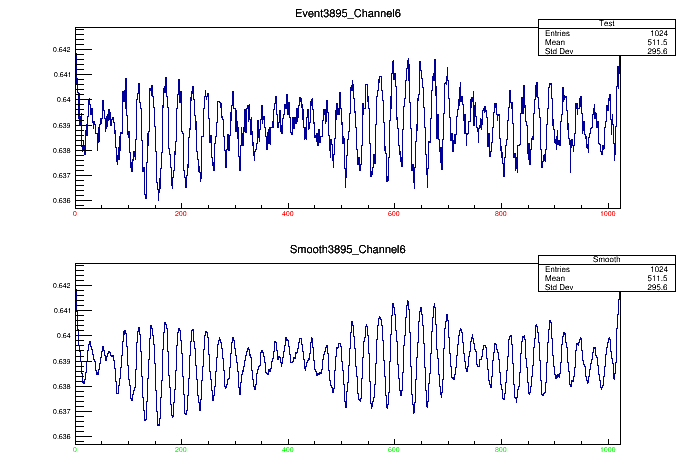 Event3895_Channel6
Test
Entries 1024
Mean 511.5
Std Dev 295.6
0.642
0.641
0.64
0.639
0.638
0.637
0.636
0 200 400 600 800 1000
Smooth3895_Channel6
Smooth
Entries 1024
Mean 511.5
Std Dev 295.6
0.642
0.641
0.64
0.639
0.638
0.637
0.636
0 200 400 600 800 1000